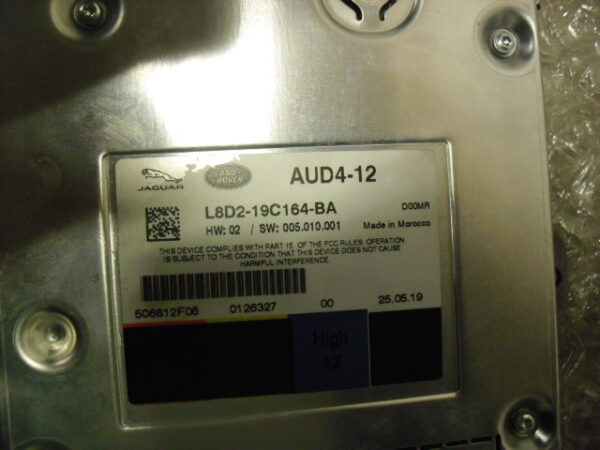 JAGUAR
LAND
ROVER
AUD4-12
L8D2-19C164-BA
D00MR
HW: 02 / SW: 005.010.001
Made in Morocco
THIS DEVICE COMPLIES WITH PART 15 OF THE FCC RULES. OPERATION
IS SUBJECT TO THE CONDITION THAT THIS DEVICE DOES NOT CAUSE
HARMFUL INTERFERENCE.
506812F06 0126327 00 25.05.19
High
12